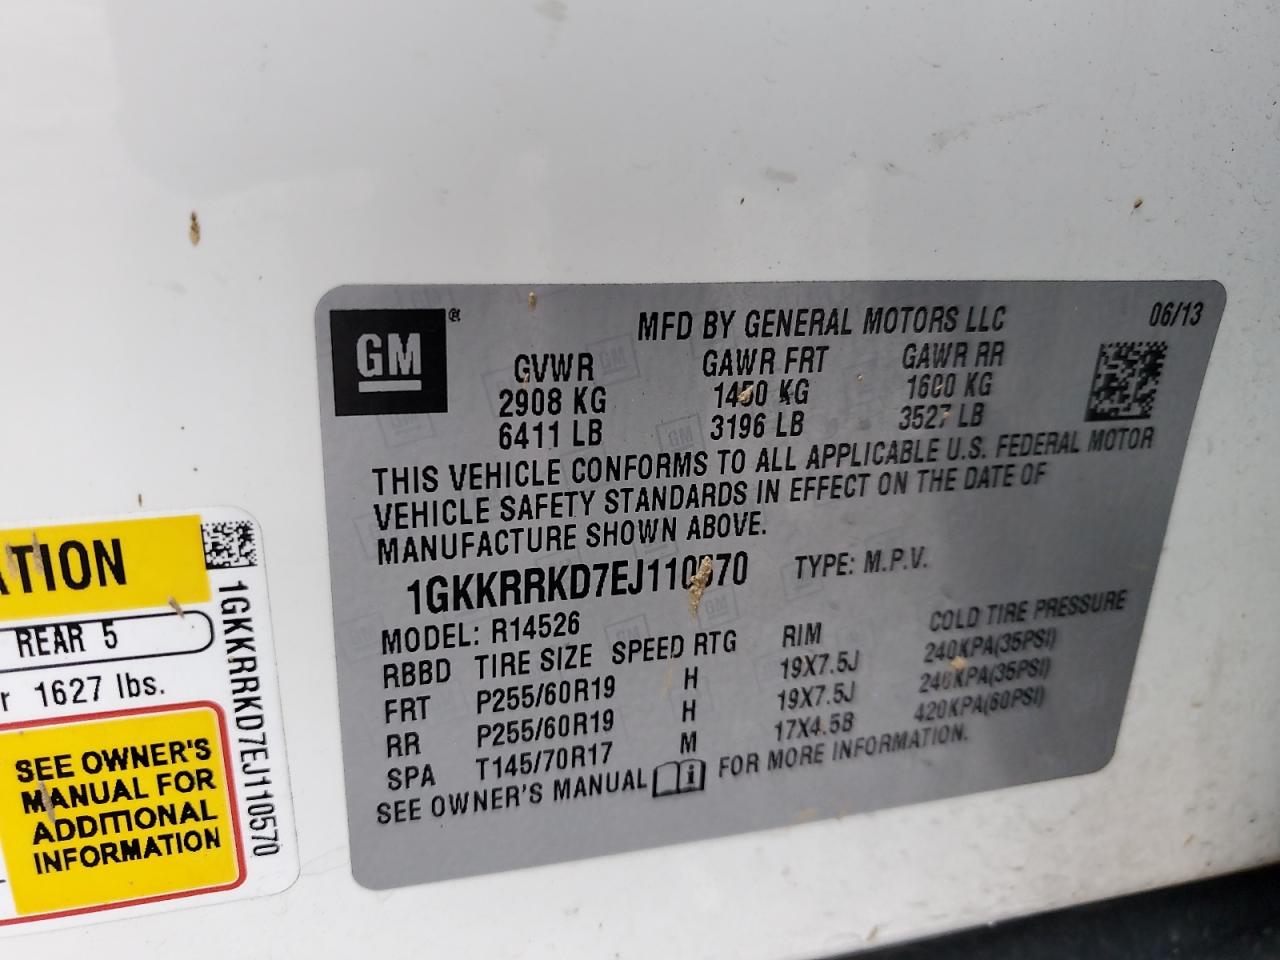 GM
®
MFD BY GENERAL MOTORS LLC
06/13
GVWR GAWR FRT GAWR RR
2908 KG 1450 KG 1600 KG
6411 LB 3196 LB 3527 LB
THIS VEHICLE CONFORMS TO ALL APPLICABLE U.S. FEDERAL MOTOR
VEHICLE SAFETY STANDARDS IN EFFECT ON THE DATE OF
MANUFACTURE SHOWN ABOVE.
1GKKRRKD7EJ110570 TYPE: M.P.V.
MODEL: R14526
RBBD TIRE SIZE SPEED RTG RIM COLD TIRE PRESSURE
FRT P255/60R19 H 19X7.5J 240KPA(35PSI)
RR P255/60R19 H 19X7.5J 240KPA(35PSI)
SPA T145/70R17 M 17X4.5B 420KPA(60PSI)
SEE OWNER'S MANUAL FOR MORE INFORMATION.
REAR 5
1627 lbs.
SEE OWNER'S
MANUAL FOR
ADDITIONAL
INFORMATION
1GKKRRKD7EJ110570